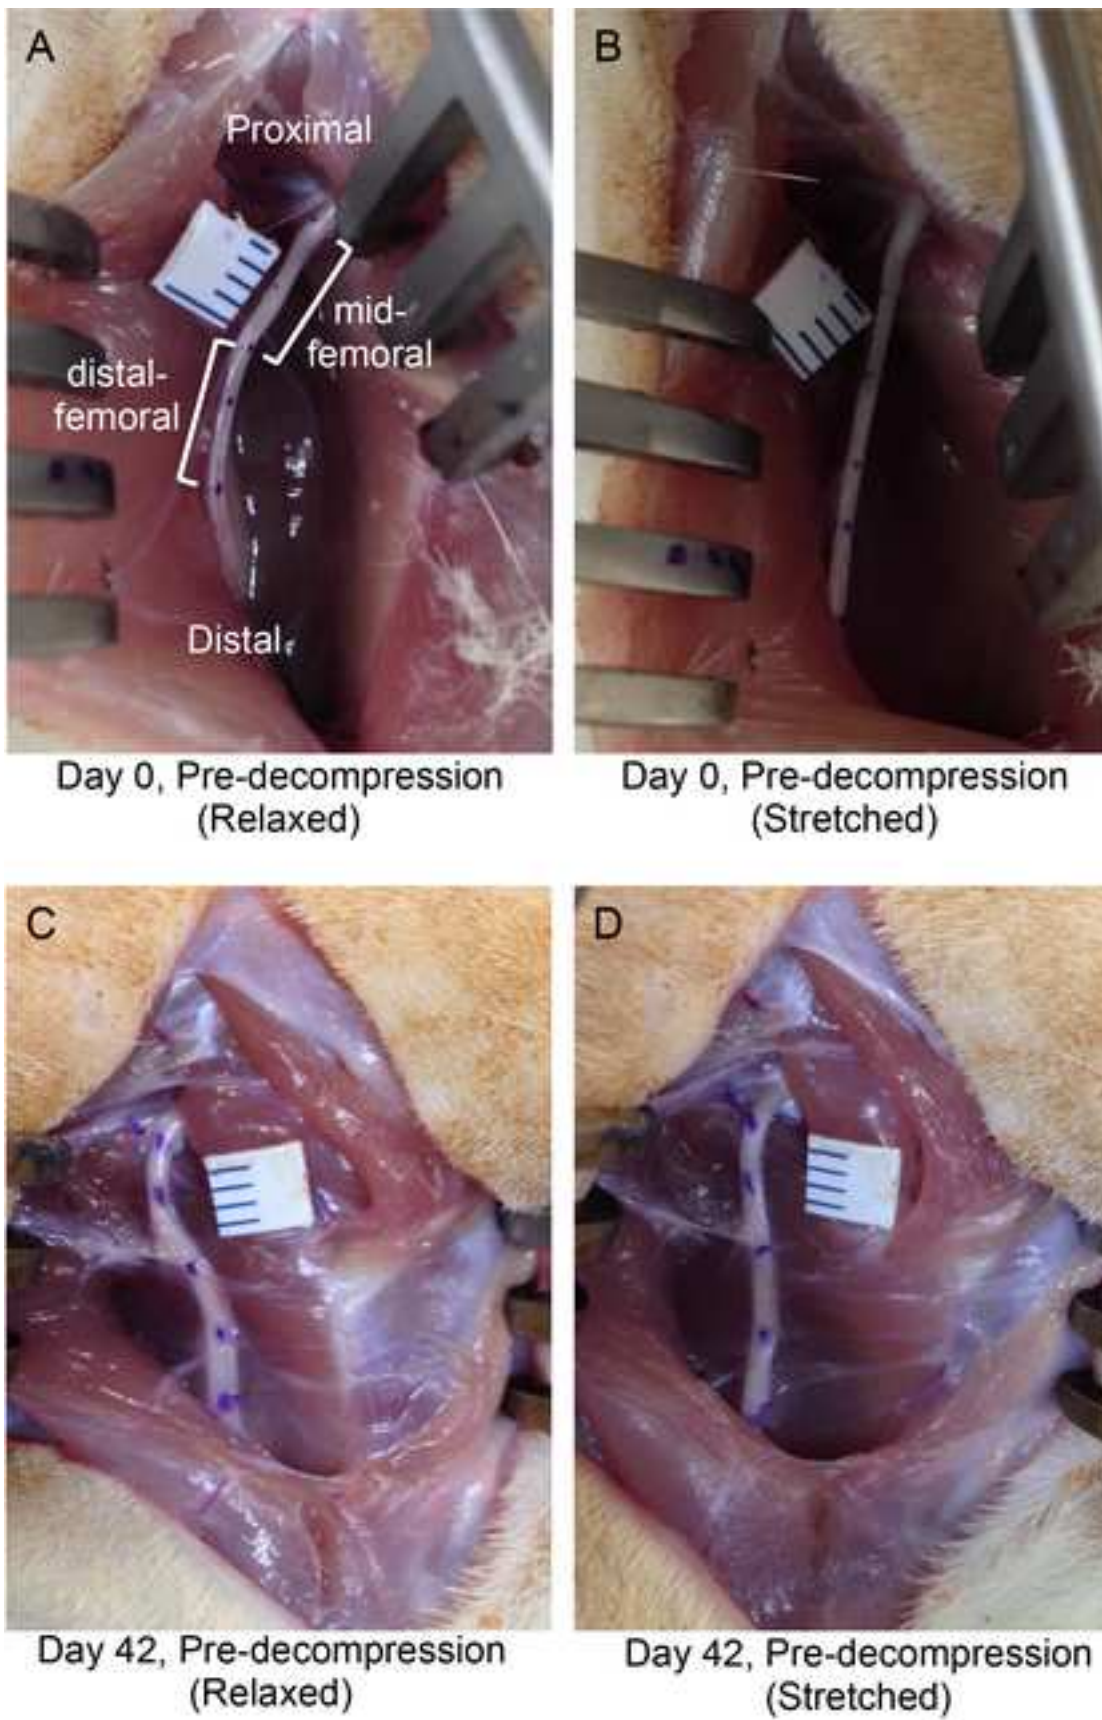 A
Proximal
mid-
femoral
distal-
femoral
Distal
Day 0, Pre-decompression
(Relaxed)
B
Day 0, Pre-decompression
(Stretched)
C
Day 42, Pre-decompression
(Relaxed)
D
Day 42, Pre-decompression
(Stretched)